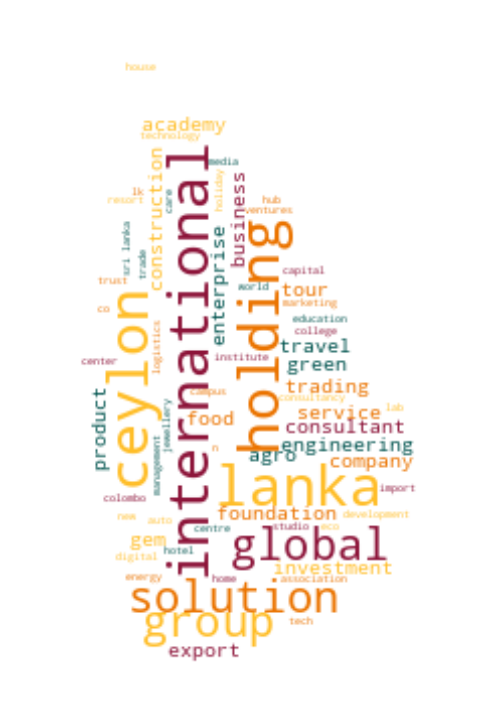 house
academy
technology
international
media
construction
care
holiday
business
lk
resort
hub
ventures
holding
sri lanka
trade
enterprise
capital
trust
world
tour
marketing
co
ceylon
logistics
education
college
travel
center
institute
green
product
campus
trading
consultancy
jewellery
food
service
lab
consultant
management
n
engineering
agro
company
lanka
import
colombo
foundation
development
new
auto
centre
studio
eco
gem
global
digital
hotel
investment
energy
home
association
solution
group
tech
export